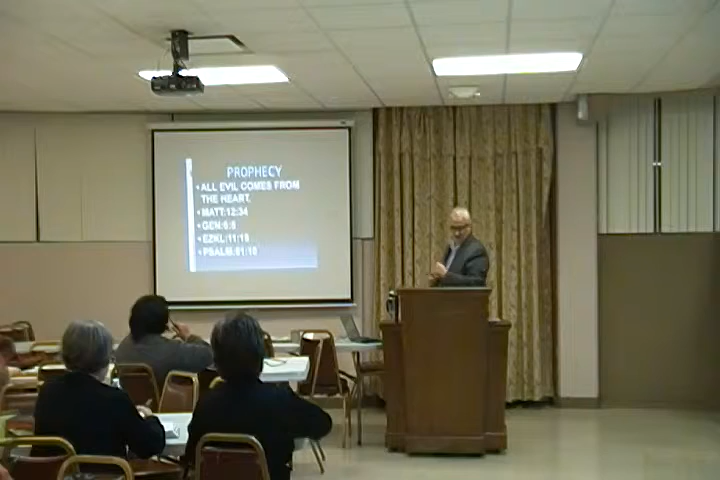 PROPHECY
• ALL EVIL COMES FROM
THE HEART.
• MATT:12:34
• GEN:6:5
• EZKL:11:19
• PSALM:51:10